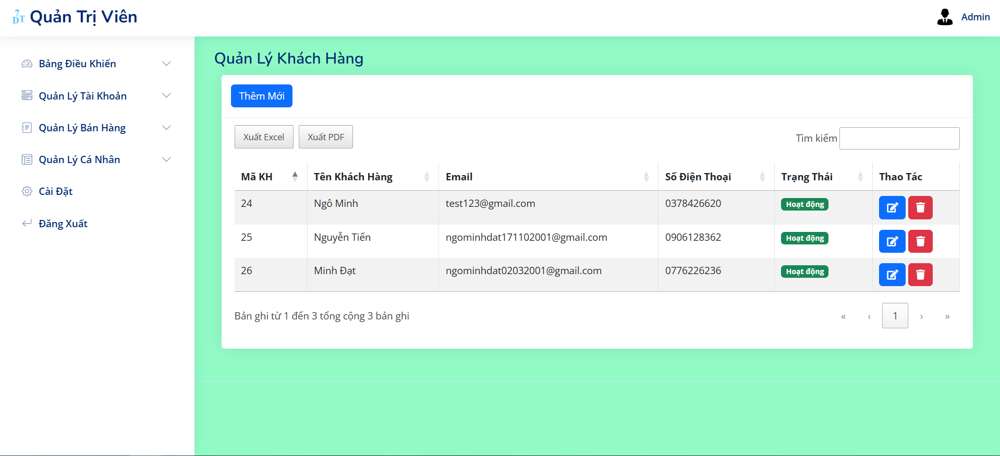 7
DT
Quản Trị Viên
Admin
Bảng Điều Khiển
Quản Lý Tài Khoản
Quản Lý Bán Hàng
Quản Lý Cá Nhân
Cài Đặt
Đăng Xuất
Quản Lý Khách Hàng
Thêm Mới
Xuất Excel Xuất PDF
Tìm kiếm
Mã KH Tên Khách Hàng Email Số Điện Thoại Trạng Thái Thao Tác
24 Ngô Minh test123@gmail.com 0378426620 Hoạt động
25 Nguyễn Tiến ngominhdat171102001@gmail.com 0906128362 Hoạt động
26 Minh Đạt ngominhdat02032001@gmail.com 0776226236 Hoạt động
Bản ghi từ 1 đến 3 tổng cộng 3 bản ghi
« ‹ 1 › »